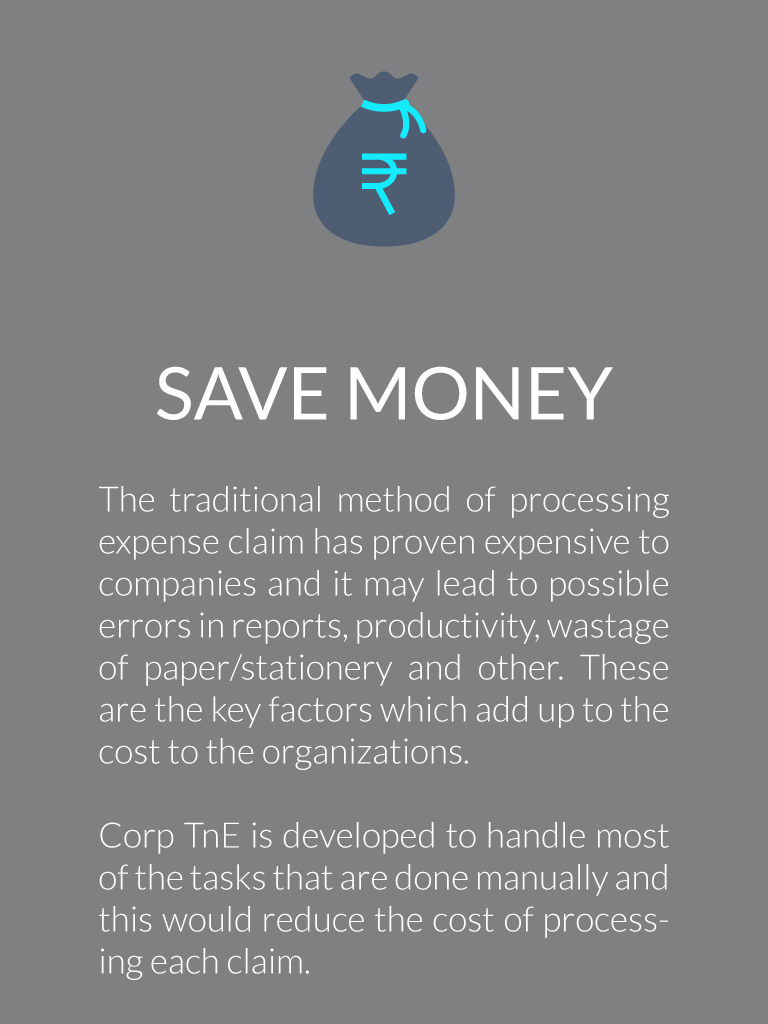 ₹
SAVE MONEY
The traditional method of processing
expense claim has proven expensive to
companies and it may lead to possible
errors in reports, productivity, wastage
of paper/stationery and other. These
are the key factors which add up to the
cost to the organizations.
Corp TnE is developed to handle most
of the tasks that are done manually and
this would reduce the cost of process-
ing each claim.